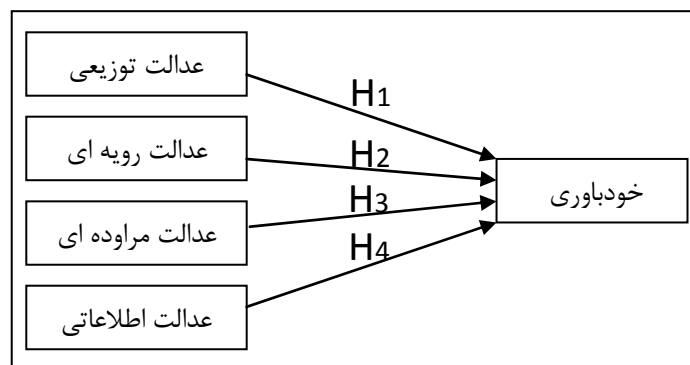 عدالت توزیعی
H1
عدالت رویه ای
H2
خودباوری
H3
عدالت مراوده ای
H4
عدالت اطلاعاتی